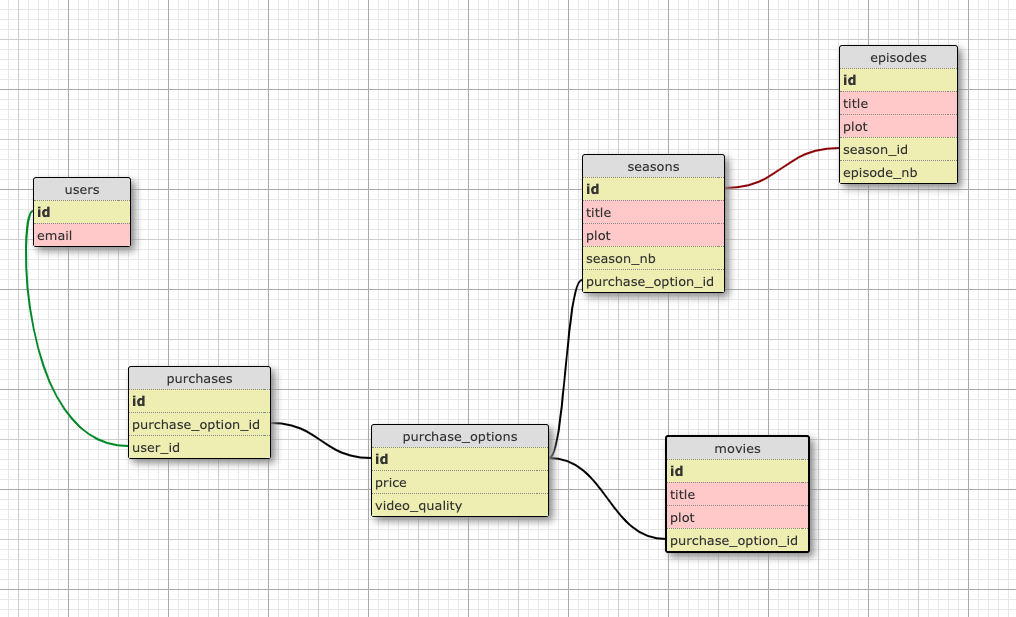 episodes
id
title
plot
season_id
episode_nb
seasons
id
title
plot
season_nb
purchase_option_id
users
id
email
purchases
id
purchase_option_id
user_id
purchase_options
id
price
video_quality
movies
id
title
plot
purchase_option_id